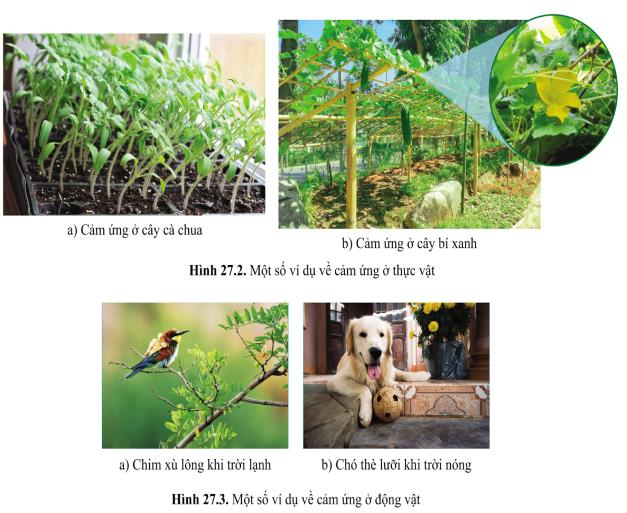 a) Cảm ứng ở cây cà chua
b) Cảm ứng ở cây bí xanh
Hình 27.2. Một số ví dụ về cảm ứng ở thực vật
a) Chim xù lông khi trời lạnh
b) Chó thè lưỡi khi trời nóng
Hình 27.3. Một số ví dụ về cảm ứng ở động vật